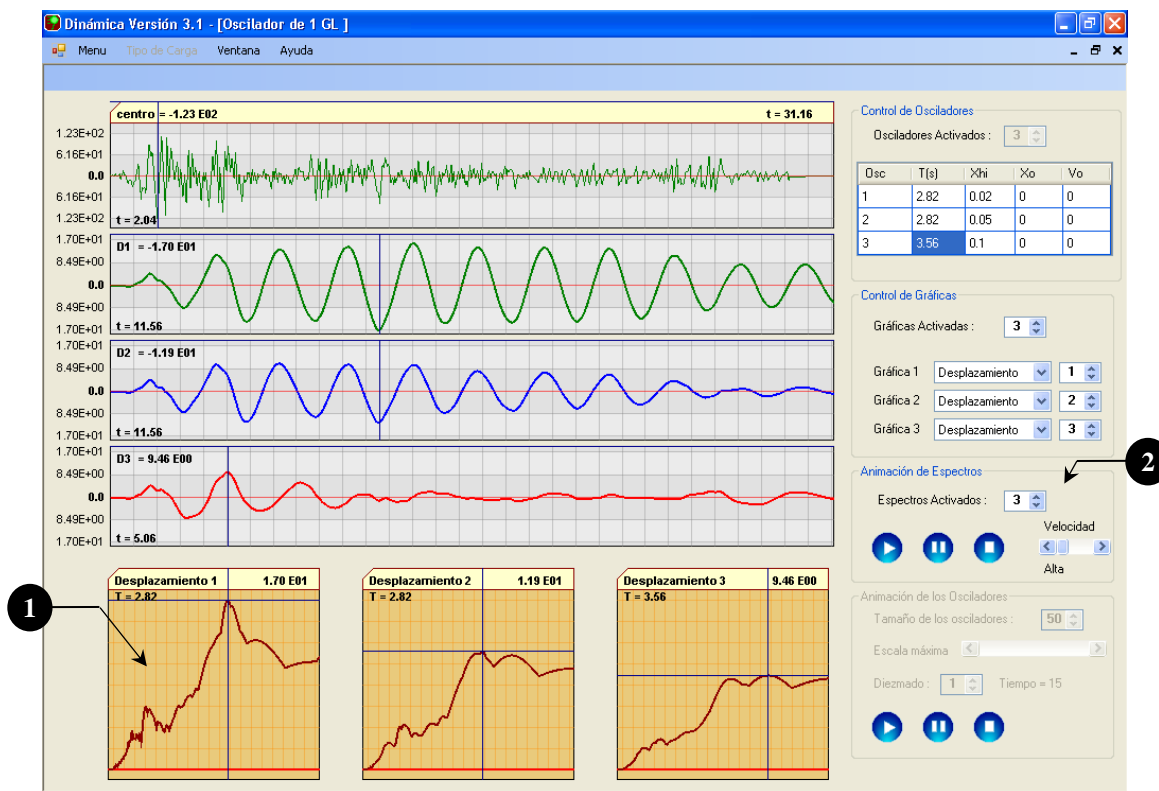 Dinámica Versión 3.1 - [Oscilador de 1 GL ]
Menu Tipo de Carga Ventana Ayuda
centro = -1.23 E02 t = 31.16
1.23E+02
6.16E+01
0.0
6.16E+01
1.23E+02
t = 2.04
1.70E+01
8.49E+00
0.0
8.49E+00
1.70E+01
D1 = -1.70 E01
t = 11.56
1.70E+01
8.49E+00
0.0
8.49E+00
1.70E+01
D2 = -1.19 E01
t = 11.56
1.70E+01
8.49E+00
0.0
8.49E+00
1.70E+01
D3 = 9.46 E00
t = 5.06
Desplazamiento 1 1.70 E01
T = 2.82
Desplazamiento 2 1.19 E01
T = 2.82
Desplazamiento 3 9.46 E00
T = 3.56
1
Control de Osciladores
Osciladores Activados : 3
Osc T(s) Xhi Xo Vo
1 2.82 0.02 0 0
2 2.82 0.05 0 0
3 3.56 0.1 0 0
Control de Gráficas
Gráficas Activadas : 3
Gráfica 1 Desplazamiento 1
Gráfica 2 Desplazamiento 2
Gráfica 3 Desplazamiento 3
2
Animación de Espectros
Espectros Activados : 3
Velocidad
Alta
Animación de los Osciladores
Tamaño de los osciladores : 50
Escala máxima
Diezmado : 1 Tiempo = 15